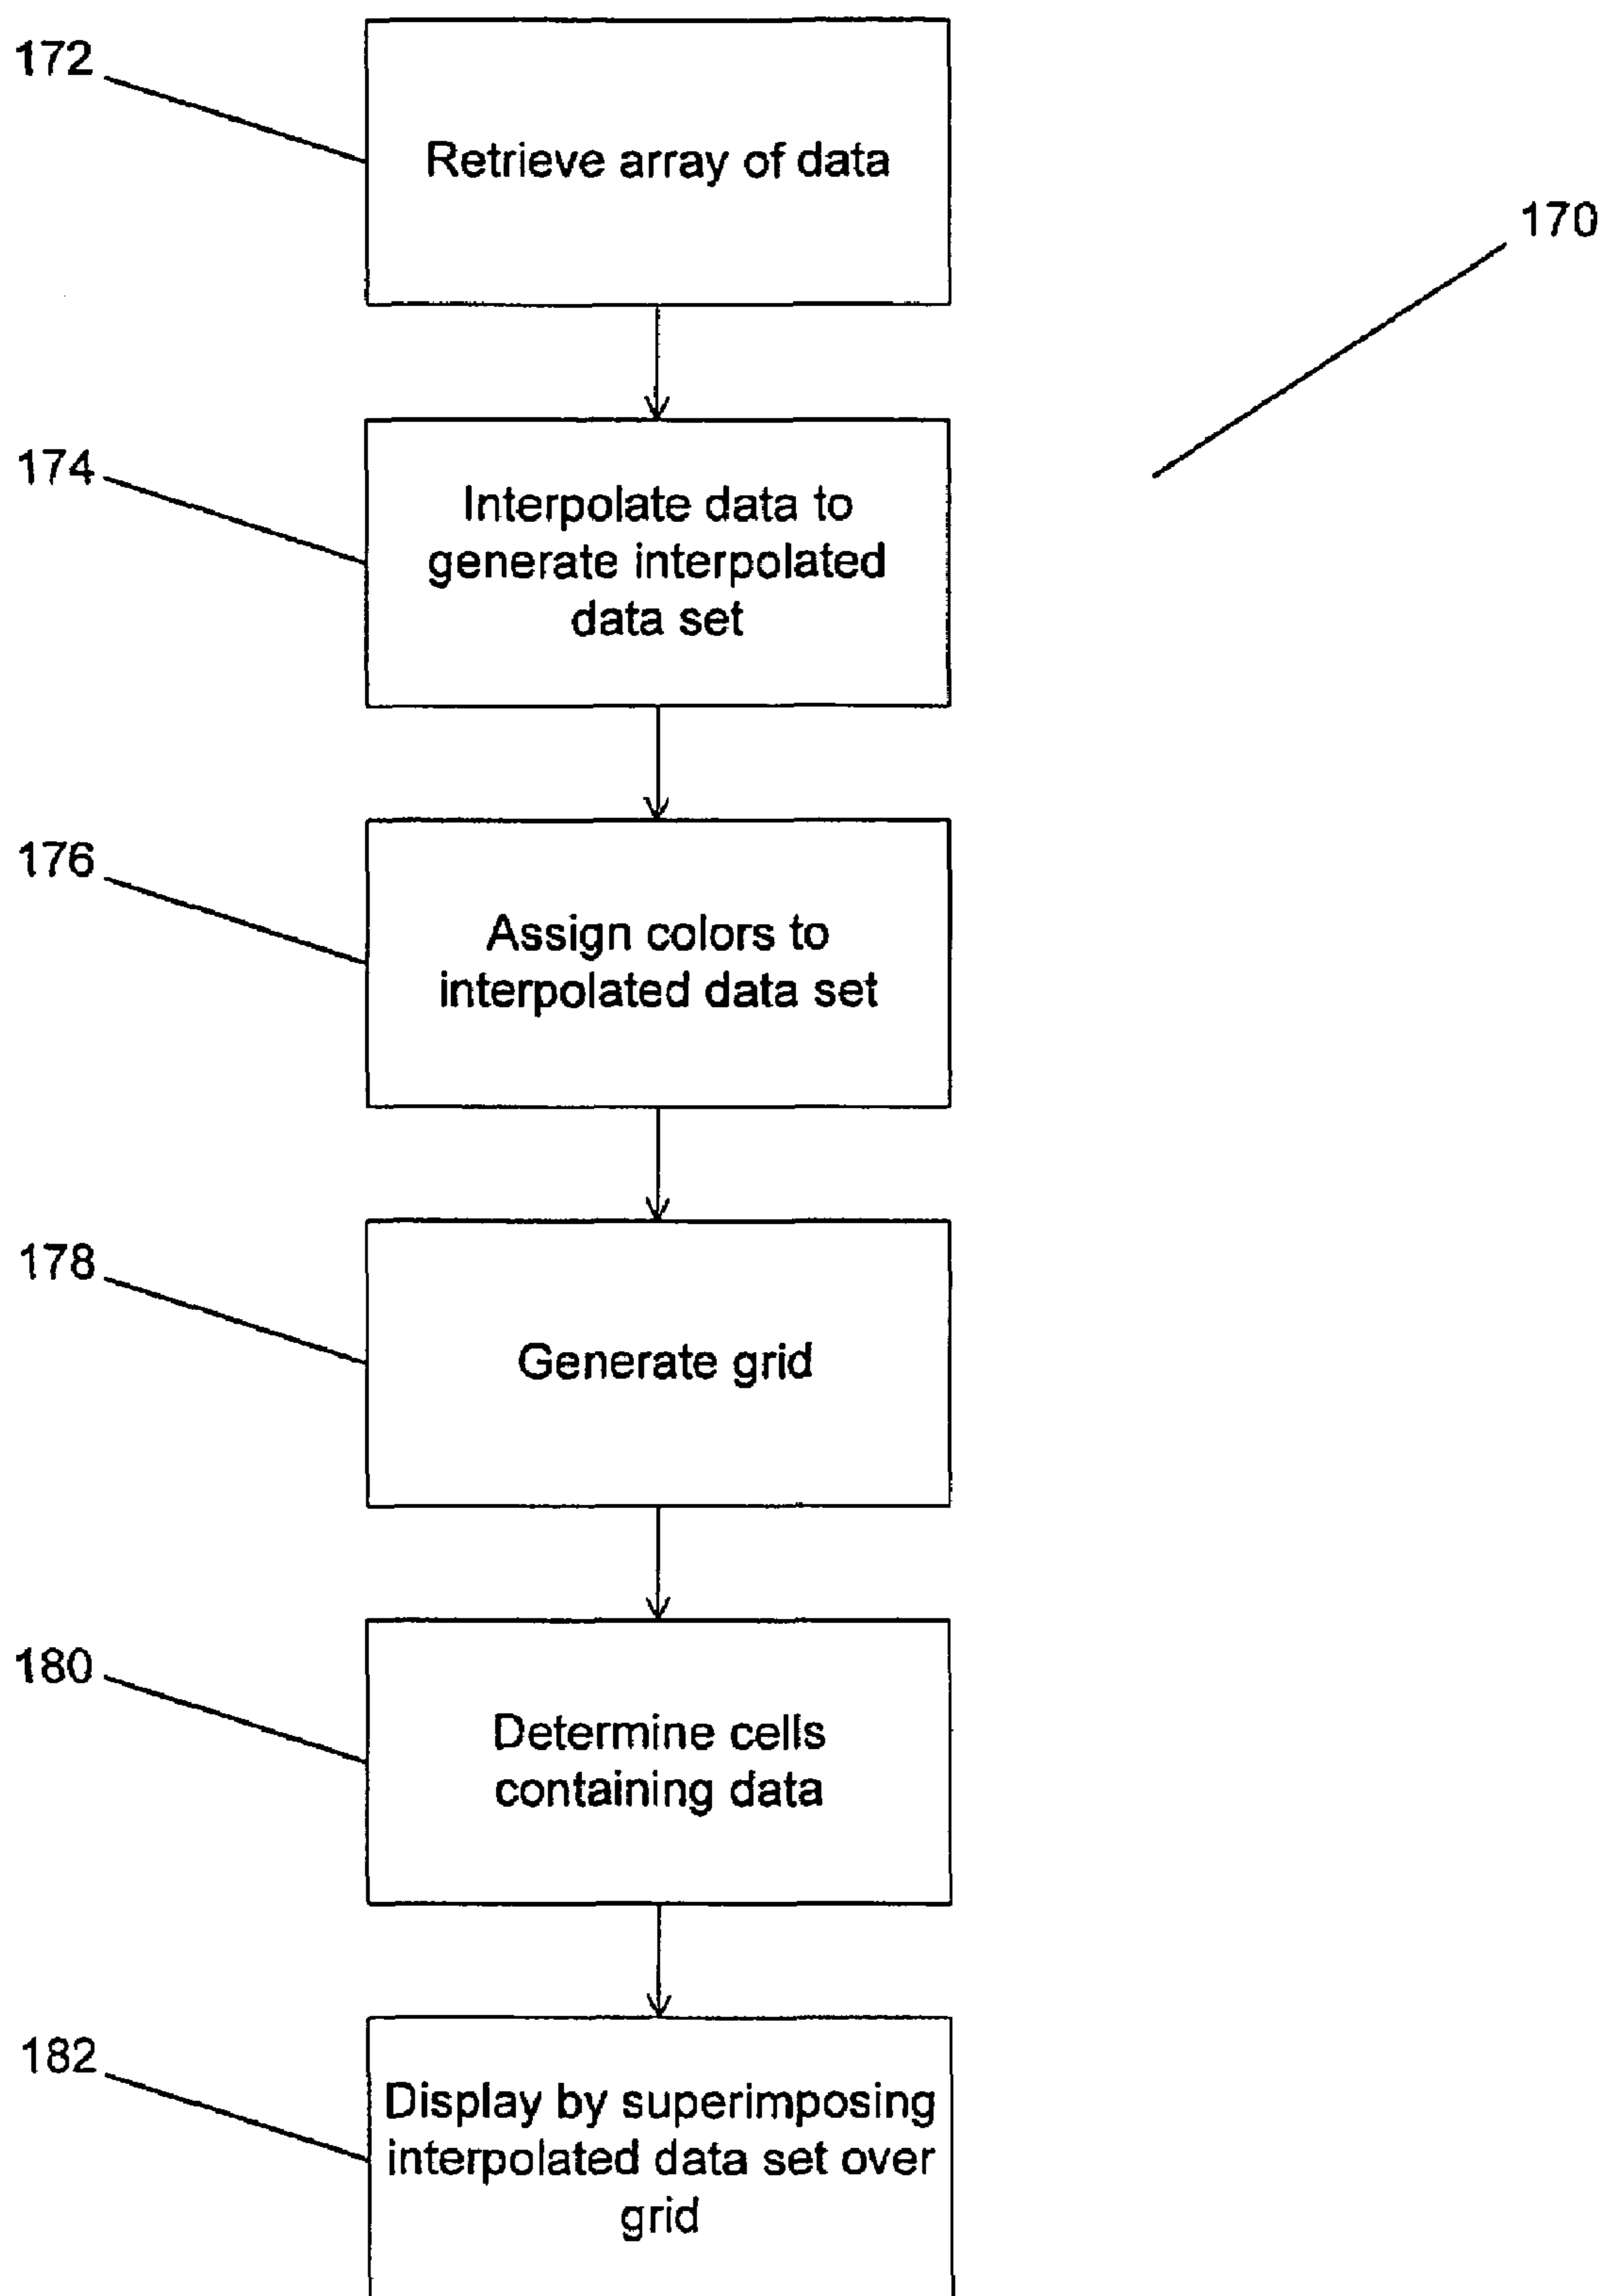 172
Retrieve array of data
170
174
Interpolate data to
generate interpolated
data set
176
Assign colors to
interpolated data set
178
Generate grid
180
Determine cells
containing data
182
Display by superimposing
interpolated data set over
grid